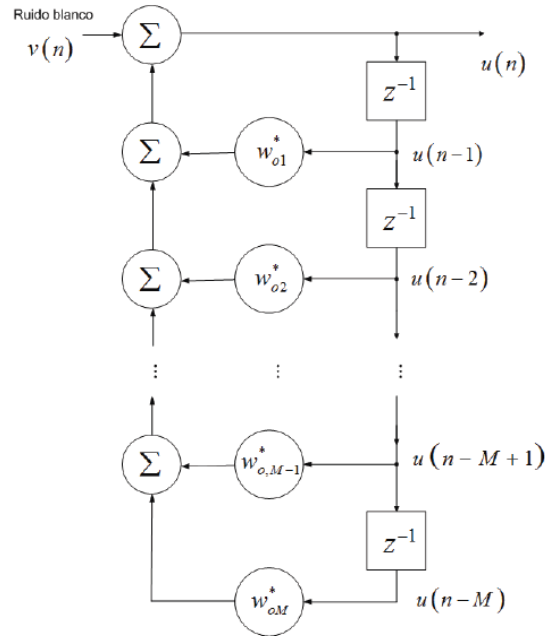 Ruido blanco
v(n)
Σ
u(n)
z⁻¹
Σ
w*ₒ₁
u(n−1)
z⁻¹
Σ
w*ₒ₂
u(n−2)
⋮ ⋮ ⋮
Σ
w*ₒ,M₋₁
u(n−M+1)
z⁻¹
w*ₒM
u(n−M)